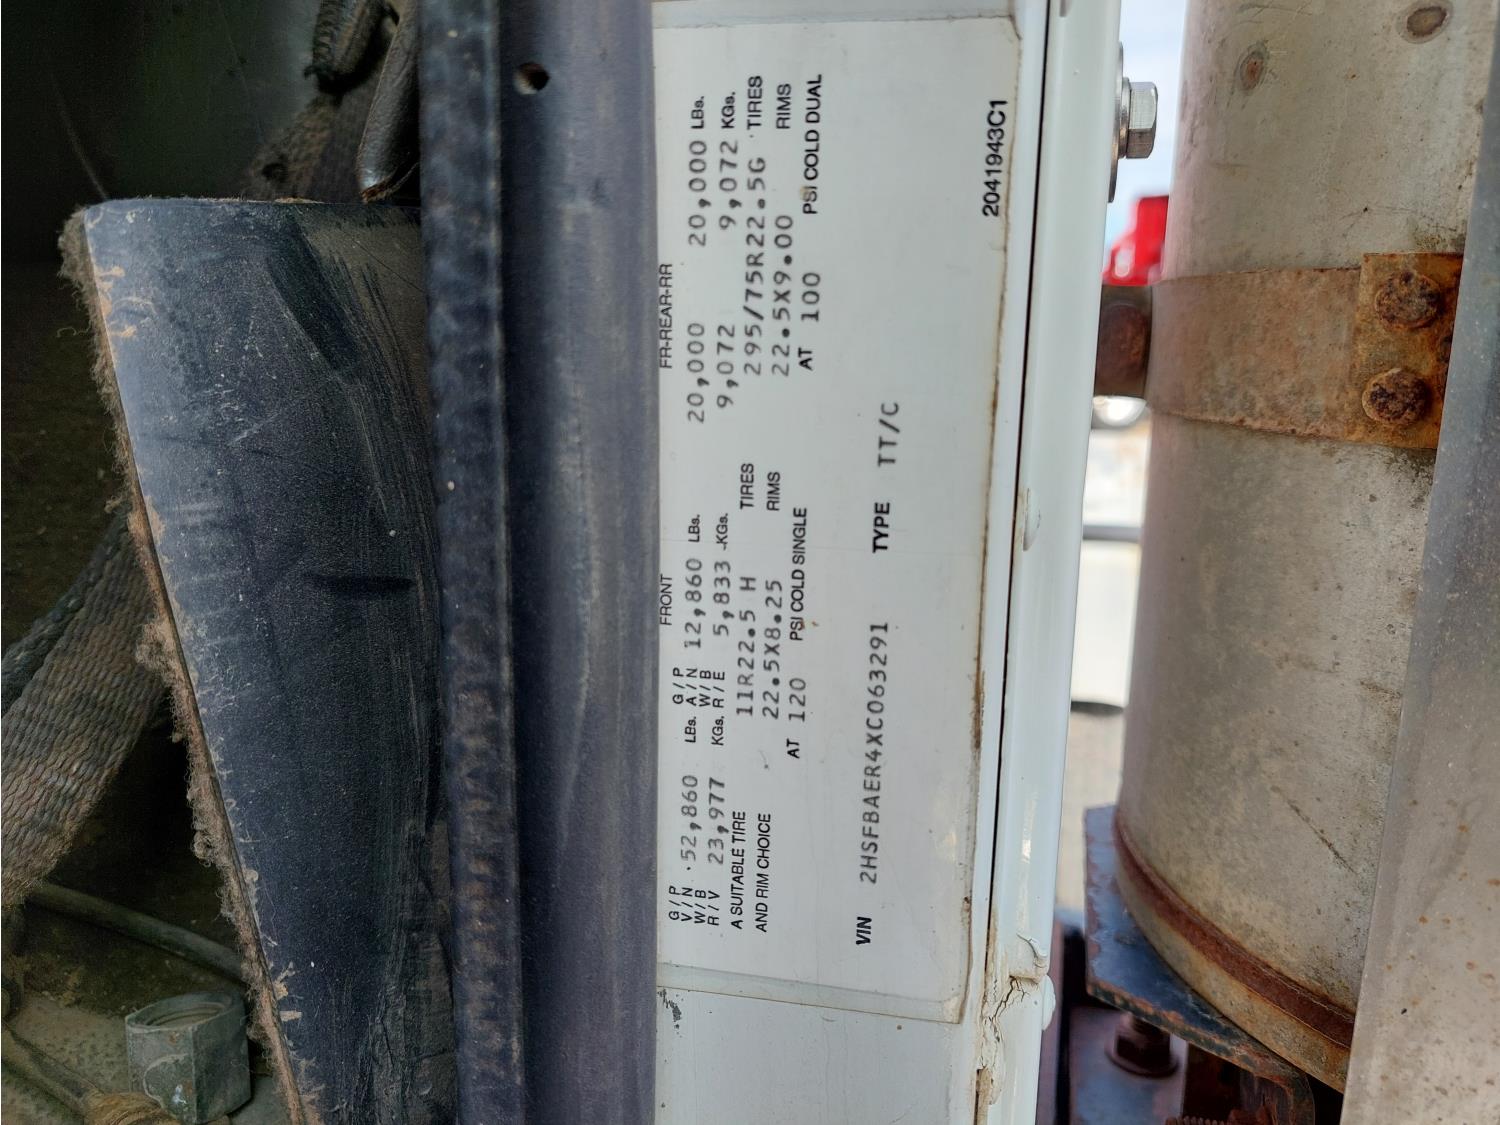 FRONT FR-REAR-RR
G/P V/N W/B R/V 52,860 LBs. 23,977 KGs. G/P A/N W/B R/E 12,860 LBs. 20,000 20,000 LBs.
5,833 KGs. 9,072 9,072 KGs.
A SUITABLE TIRE 11R22.5 H TIRES 295/75R22.5G TIRES
AND RIM CHOICE 22.5X8.25 RIMS 22.5X9.00 RIMS
AT 120 PSI COLD SINGLE AT 100 PSI COLD DUAL
VIN 2HSFBAER4XC063291 TYPE TT/C
2041943C1